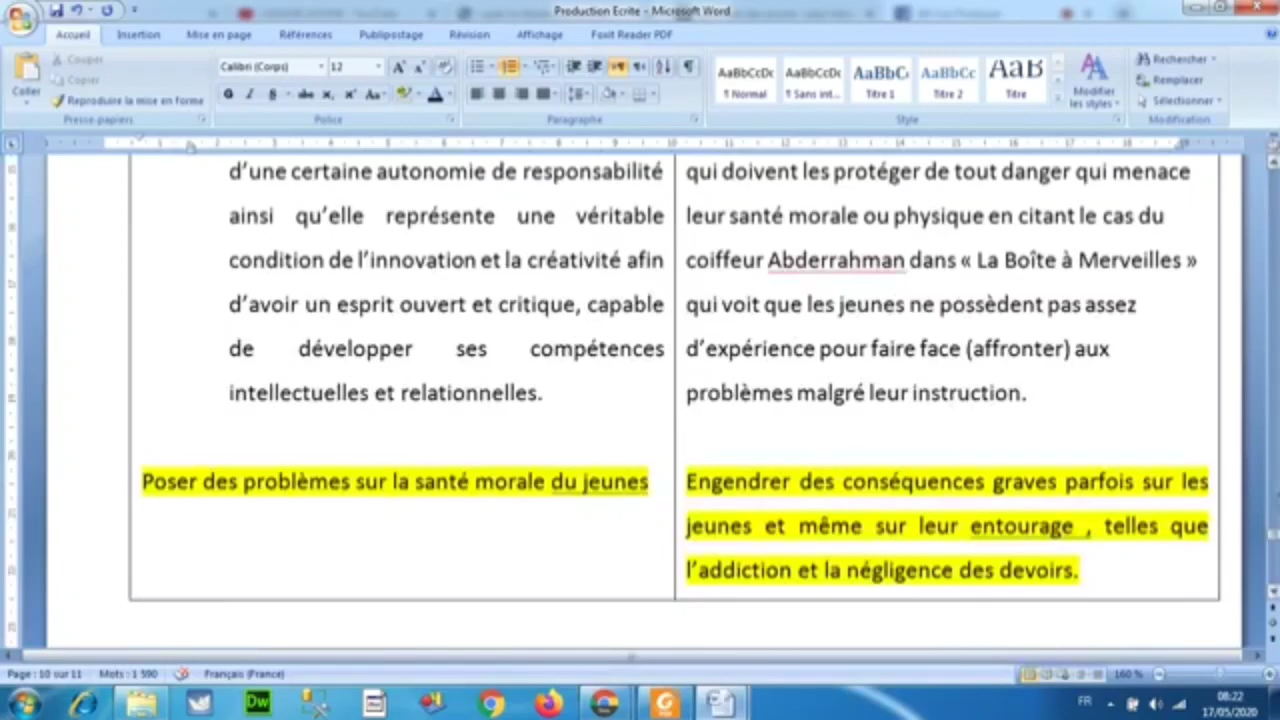 Production Ecrite - Microsoft Word
Accueil Insertion Mise en page Références Publipostage Révision Affichage Foxit Reader PDF
Couper
Copier
Coller
Reproduire la mise en forme
Calibri (Corps) 12
AaBbCcDc AaBbCcDc AaBbC AaBbCc AaB
¶ Normal ¶ Sans int... Titre 1 Titre 2 Titre
Modifier les styles
Rechercher
Remplacer
Sélectionner
Presse-papiers Police Paragraphe Style Modification
d’une certaine autonomie de responsabilité
ainsi qu’elle représente une véritable
condition de l’innovation et la créativité afin
d’avoir un esprit ouvert et critique, capable
de développer ses compétences
intellectuelles et relationnelles.
Poser des problèmes sur la santé morale du jeunes
qui doivent les protéger de tout danger qui menace
leur santé morale ou physique en citant le cas du
coiffeur Abderrahman dans « La Boîte à Merveilles »
qui voit que les jeunes ne possèdent pas assez
d’expérience pour faire face (affronter) aux
problèmes malgré leur instruction.
Engendrer des conséquences graves parfois sur les
jeunes et même sur leur entourage , telles que
l’addiction et la négligence des devoirs.
Page : 10 sur 11 Mots : 1 590 Français (France) 160 %
Dw
FR
08:22
17/05/2020